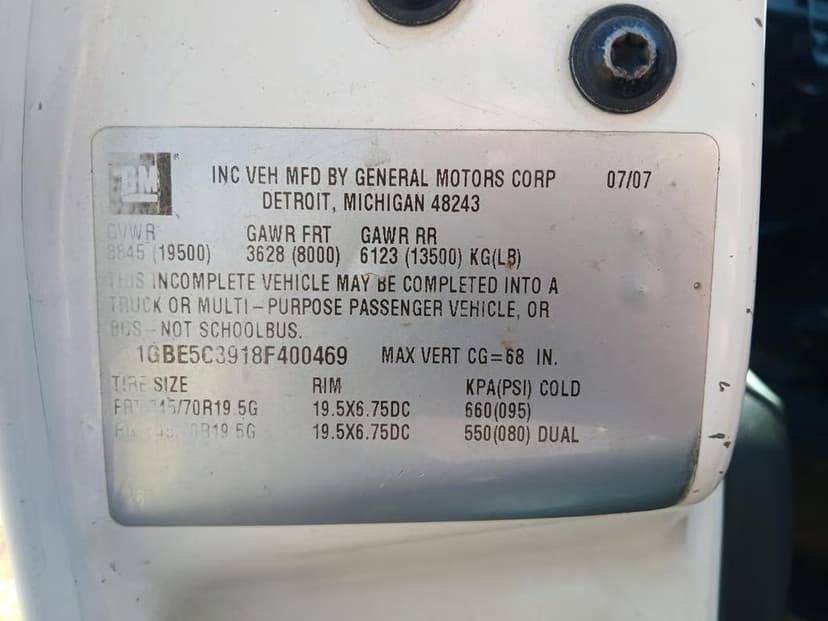 GM
INC VEH MFD BY GENERAL MOTORS CORP 07/07
DETROIT, MICHIGAN 48243
GVWR GAWR FRT GAWR RR
8845 (19500) 3628 (8000) 6123 (13500) KG(LB)
THIS INCOMPLETE VEHICLE MAY BE COMPLETED INTO A
TRUCK OR MULTI-PURPOSE PASSENGER VEHICLE, OR
BUS-NOT SCHOOLBUS.
1GBE5C3918F400469 MAX VERT CG=68 IN.
TIRE SIZE RIM KPA(PSI) COLD
FRT 19.5X6.75DC 660(095)
19.5X6.75DC 550(080) DUAL